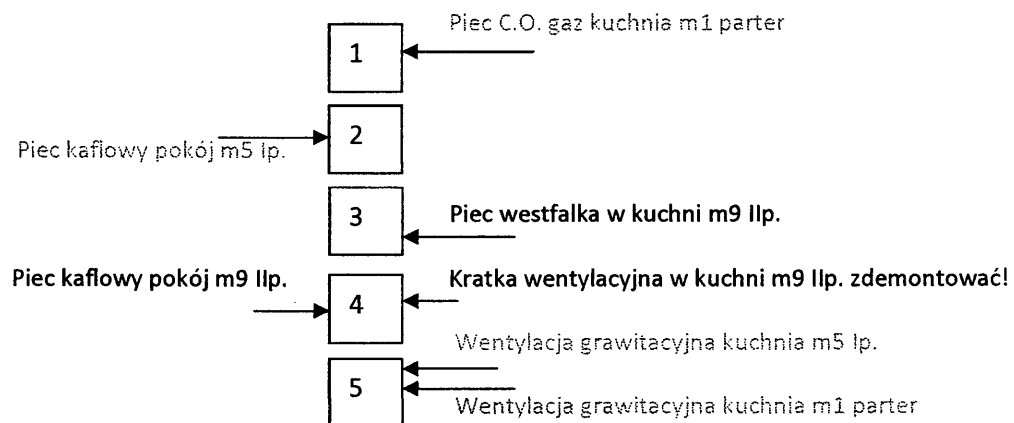 Piec C.O. gaz kuchnia m1 parter
1
2
Piec kaflowy pokój m5 Ip.
3
Piec westfalka w kuchni m9 IIp.
Piec kaflowy pokój m9 IIp.
Kratka wentylacyjna w kuchni m9 IIp. zdemontować!
4
Wentylacja grawitacyjna kuchnia m5 Ip.
5
Wentylacja grawitacyjna kuchnia m1 parter